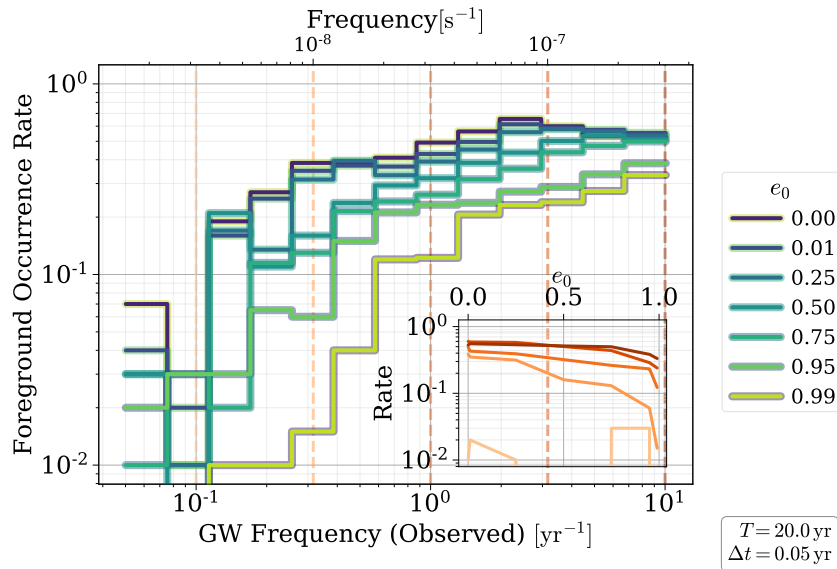 Frequency[s⁻¹]
10⁻⁸ 10⁻⁷
Foreground Occurrence Rate
10⁰
10⁻¹
10⁻²
10⁻¹ 10⁰ 10¹
GW Frequency (Observed) [yr⁻¹]
e₀
0.0 0.5 1.0
Rate
10⁰
10⁻¹
10⁻²
e₀
0.00
0.01
0.25
0.50
0.75
0.95
0.99
T = 20.0 yr
Δt = 0.05 yr